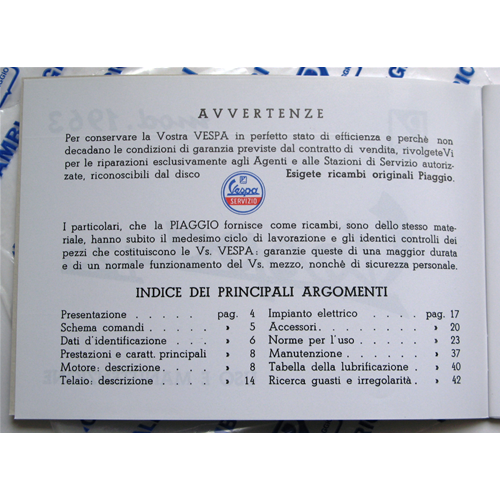 AVVERTENZE
Per conservare la Vostra VESPA in perfetto stato di efficienza e perchè non
decadano le condizioni di garanzia previste dal contratto di vendita, rivolgeteVi
per le riparazioni esclusivamente agli Agenti e alle Stazioni di Servizio autoriz-
zate, riconoscibili dal disco Esigete ricambi originali Piaggio.
Vespa
SERVIZIO
I particolari, che la PIAGGIO fornisce come ricambi, sono dello stesso mate-
riale, hanno subito il medesimo ciclo di lavorazione e gli identici controlli dei
pezzi che costituiscono le Vs. VESPA: garanzie queste di una maggior durata
e di un normale funzionamento del Vs. mezzo, nonchè di sicurezza personale.
INDICE DEI PRINCIPALI ARGOMENTI
Presentazione . . . . . pag. 4
Schema comandi . . . . » 5
Dati d'identificazione . . . » 6
Prestazioni e caratt. principali » 8
Motore: descrizione . . . » 8
Telaio: descrizione . . . » 14
Impianto elettrico . . . . pag. 17
Accessori . . . . . . » 20
Norme per l'uso . . . . » 23
Manutenzione . . . . . » 37
Tabella della lubrificazione . » 40
Ricerca guasti e irregolarità . » 42